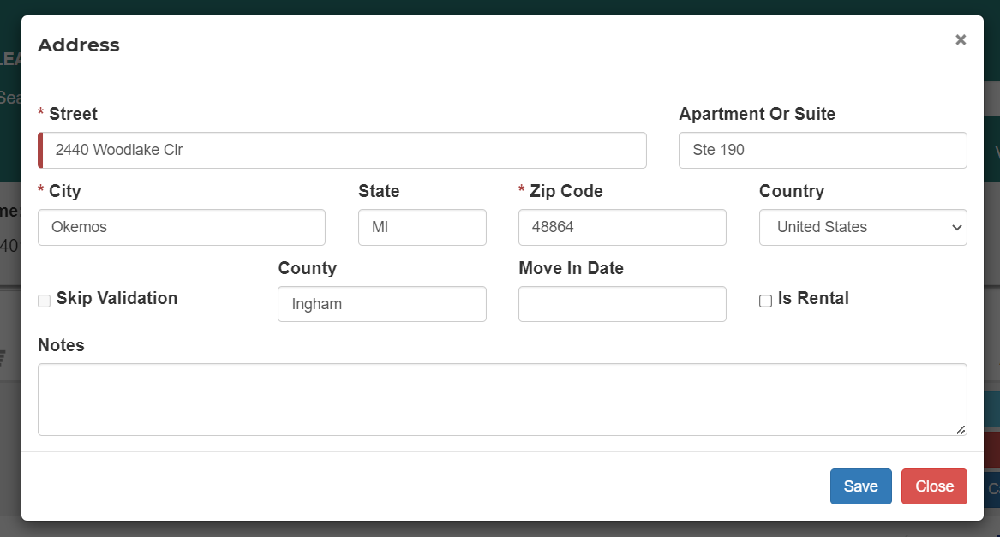 Address
×
* Street
Apartment Or Suite
2440 Woodlake Cir
Ste 190
* City
State
* Zip Code
Country
Okemos
MI
48864
United States
County
Move In Date
Skip Validation
Ingham
Is Rental
Notes
Save
Close